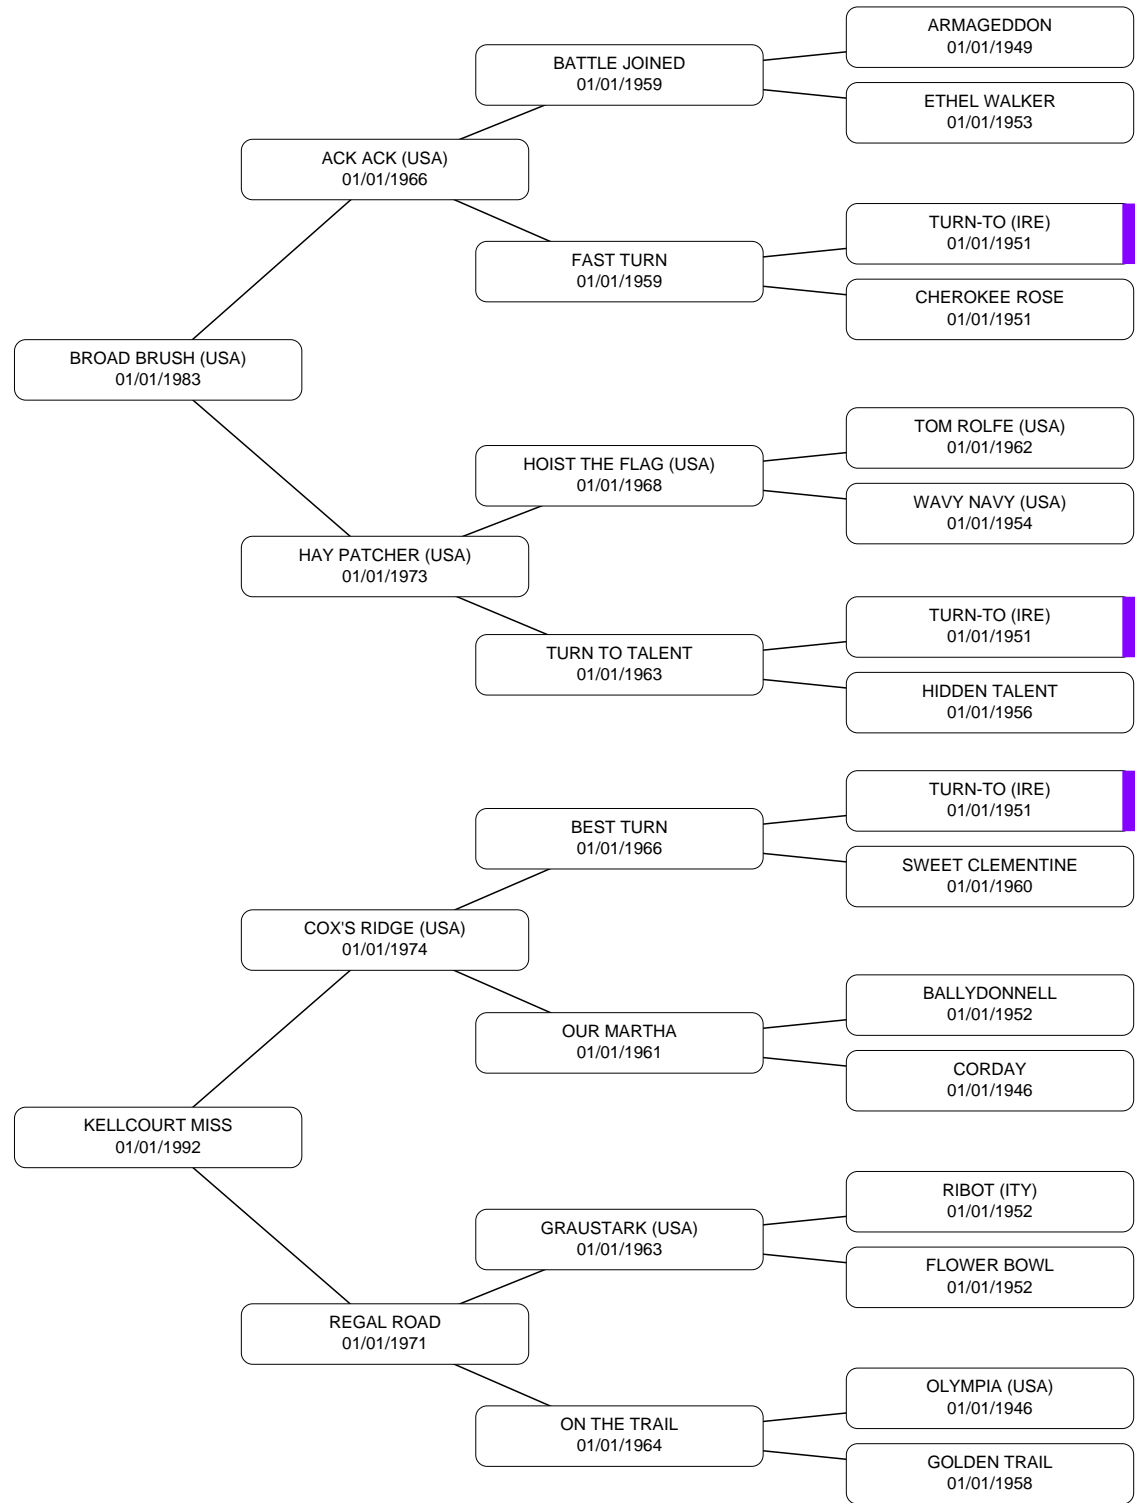 ARMAGEDDON
01/01/1949
BATTLE JOINED
01/01/1959
ETHEL WALKER
01/01/1953
ACK ACK (USA)
01/01/1966
TURN-TO (IRE)
01/01/1951
FAST TURN
01/01/1959
CHEROKEE ROSE
01/01/1951
BROAD BRUSH (USA)
01/01/1983
TOM ROLFE (USA)
01/01/1962
HOIST THE FLAG (USA)
01/01/1968
WAVY NAVY (USA)
01/01/1954
HAY PATCHER (USA)
01/01/1973
TURN-TO (IRE)
01/01/1951
TURN TO TALENT
01/01/1963
HIDDEN TALENT
01/01/1956
TURN-TO (IRE)
01/01/1951
BEST TURN
01/01/1966
SWEET CLEMENTINE
01/01/1960
COX'S RIDGE (USA)
01/01/1974
BALLYDONNELL
01/01/1952
OUR MARTHA
01/01/1961
CORDAY
01/01/1946
KELLCOURT MISS
01/01/1992
RIBOT (ITY)
01/01/1952
GRAUSTARK (USA)
01/01/1963
FLOWER BOWL
01/01/1952
REGAL ROAD
01/01/1971
OLYMPIA (USA)
01/01/1946
ON THE TRAIL
01/01/1964
GOLDEN TRAIL
01/01/1958